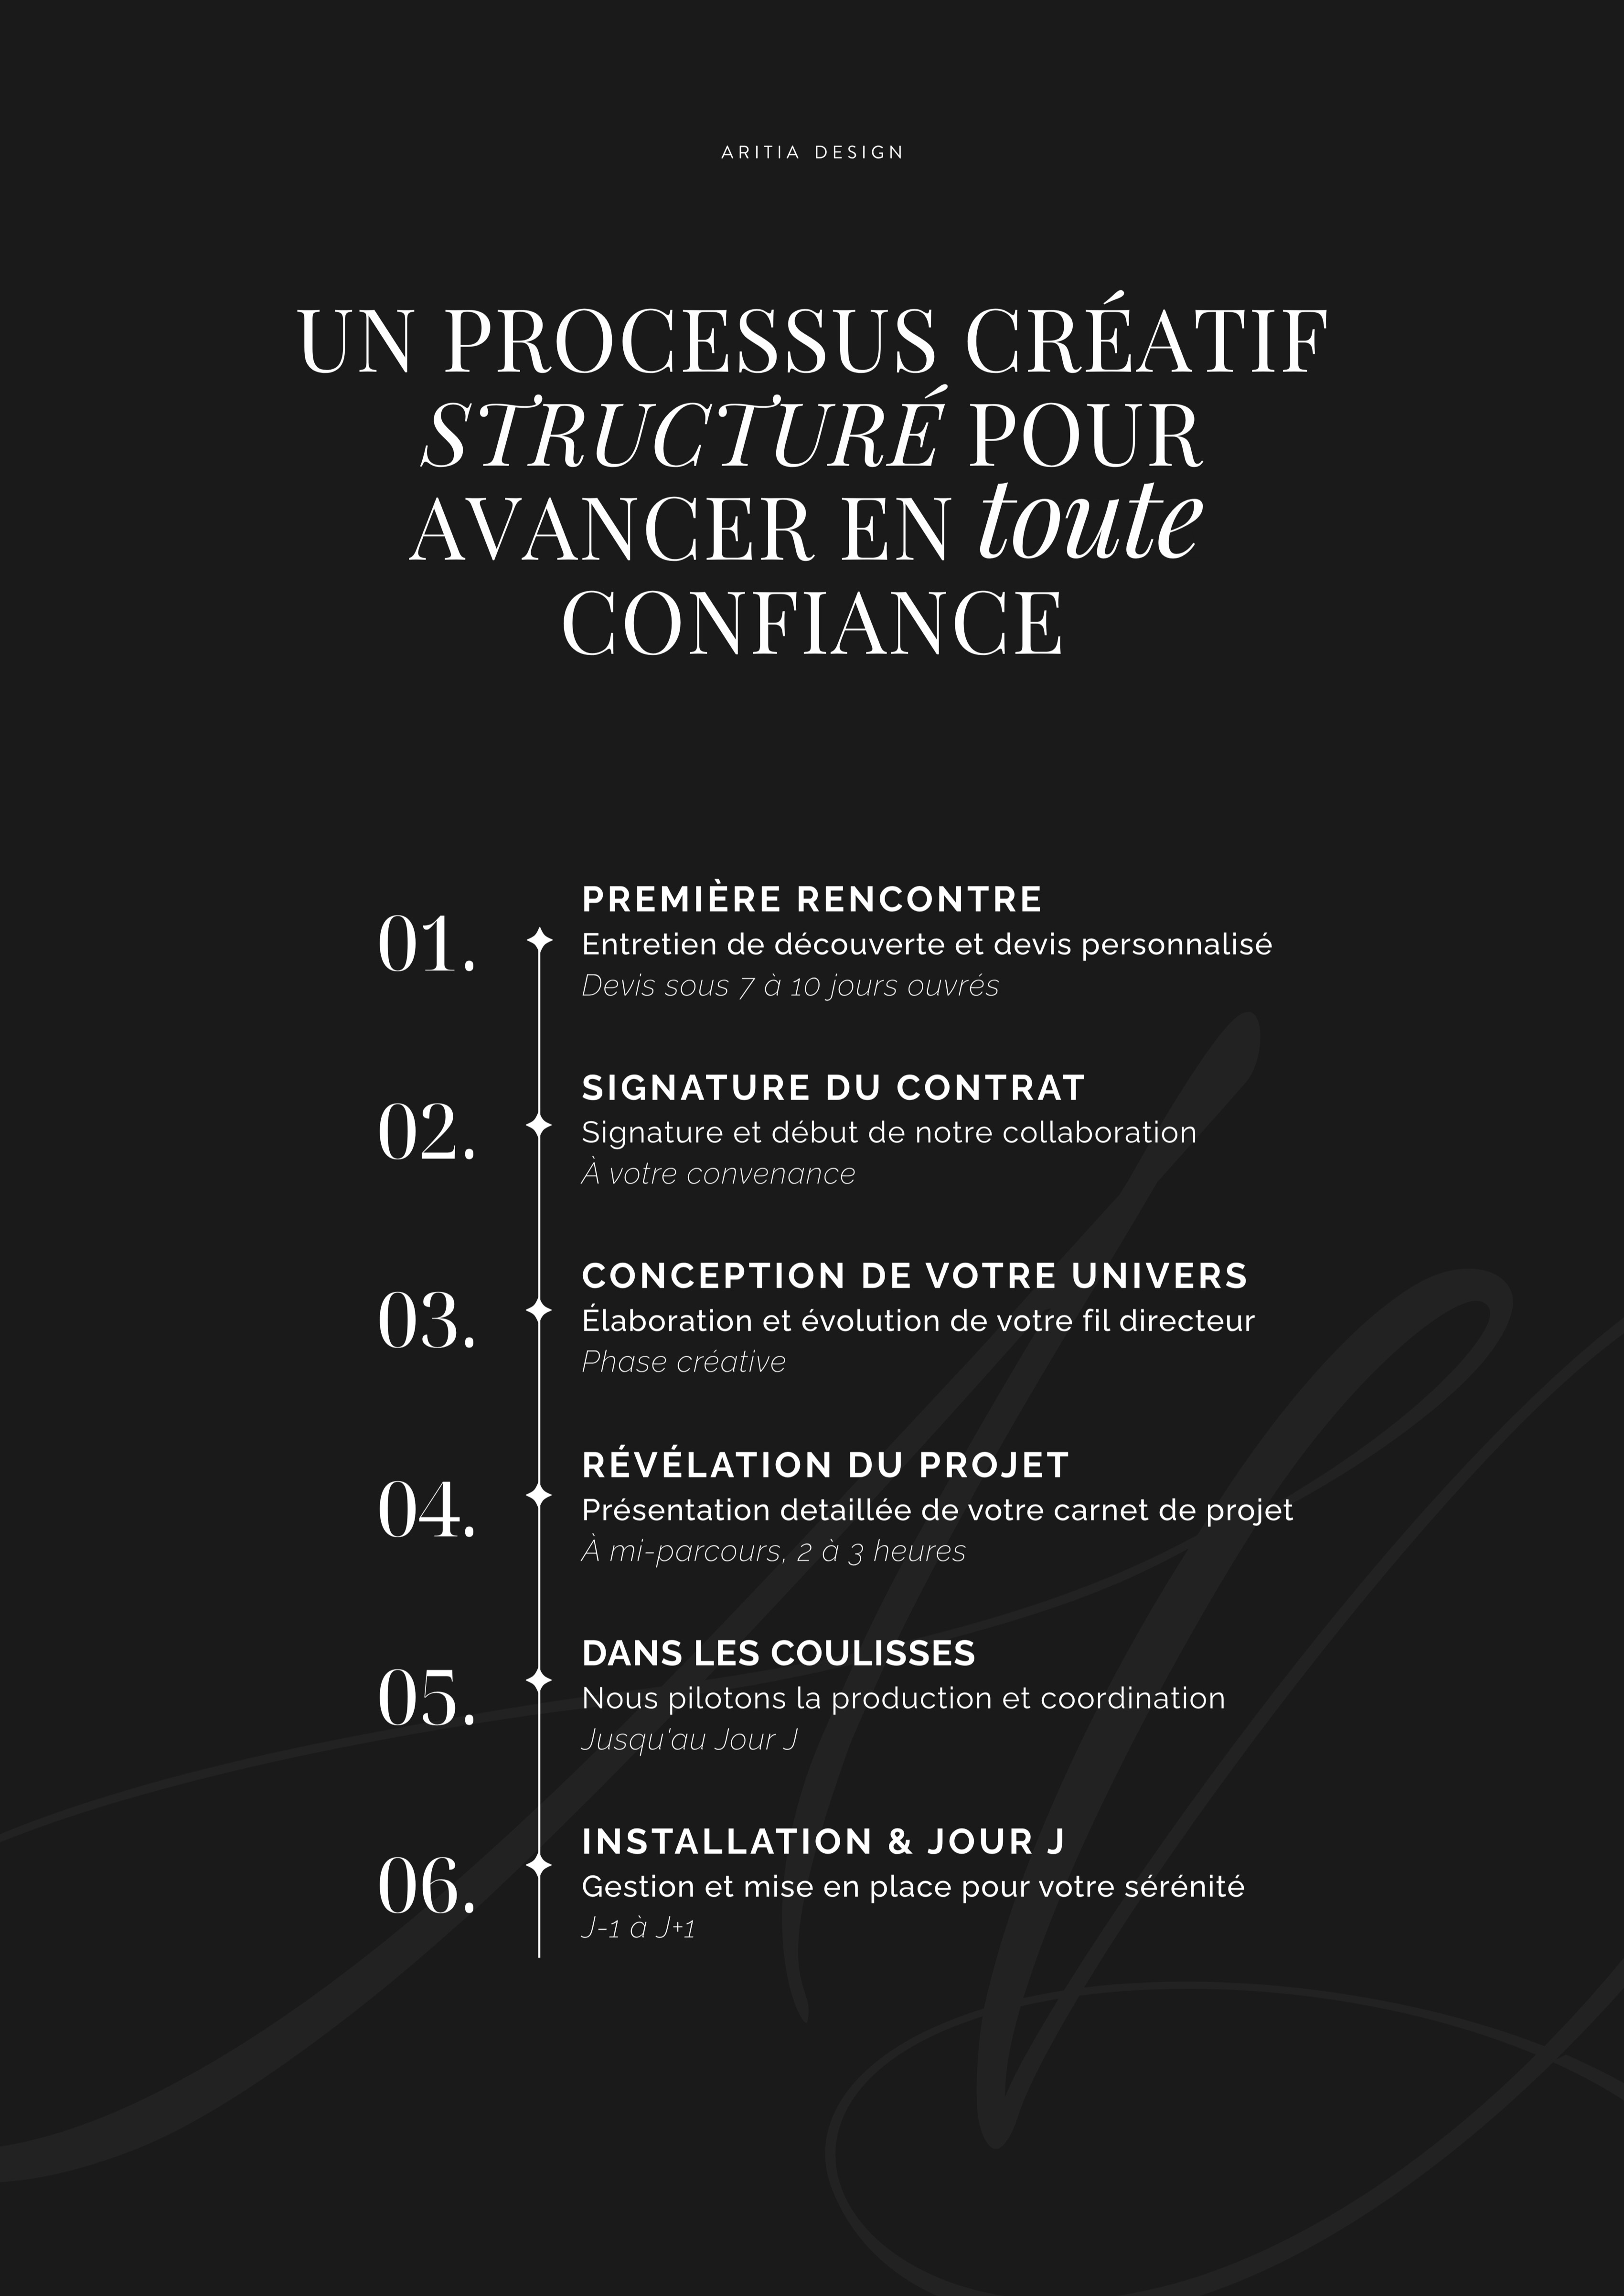 ARITIA DESIGN
UN PROCESSUS CRÉATIF
STRUCTURÉ POUR
AVANCER EN toute
CONFIANCE
01.
PREMIÈRE RENCONTRE
Entretien de découverte et devis personnalisé
Devis sous 7 à 10 jours ouvrés
02.
SIGNATURE DU CONTRAT
Signature et début de notre collaboration
À votre convenance
03.
CONCEPTION DE VOTRE UNIVERS
Élaboration et évolution de votre fil directeur
Phase créative
04.
RÉVÉLATION DU PROJET
Présentation detaillée de votre carnet de projet
À mi-parcours, 2 à 3 heures
05.
DANS LES COULISSES
Nous pilotons la production et coordination
Jusqu'au Jour J
06.
INSTALLATION & JOUR J
Gestion et mise en place pour votre sérénité
J-1 à J+1